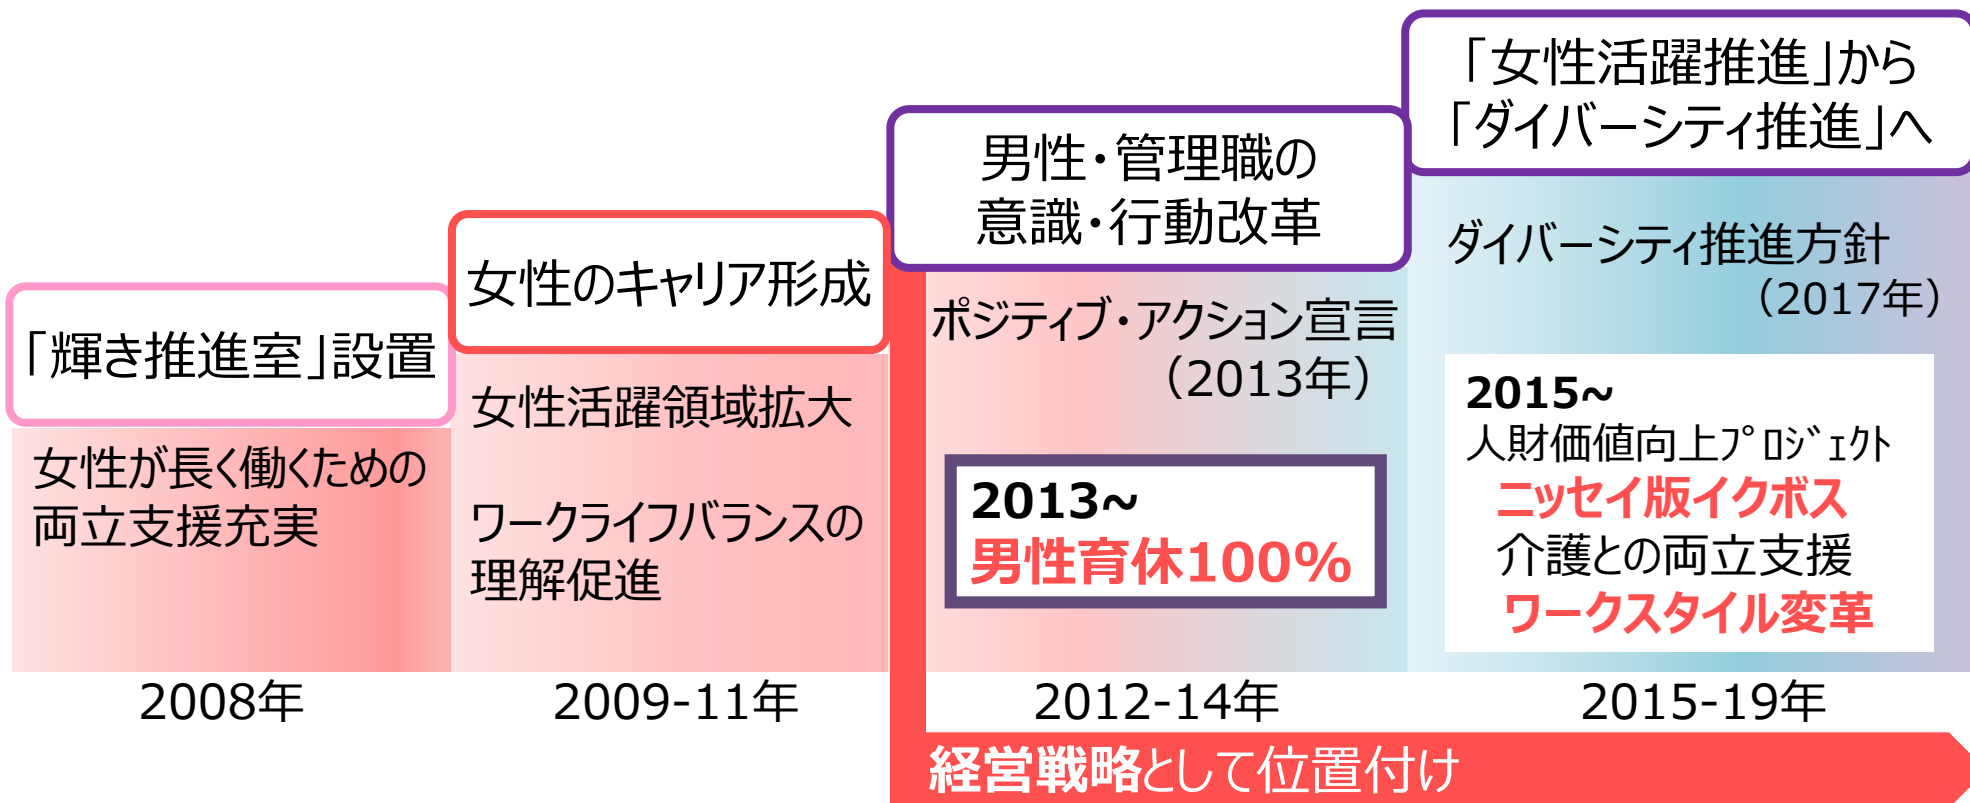 「輝き推進室」設置
女性が長く働くための
両立支援充実
2008年
女性のキャリア形成
女性活躍領域拡大
ワークライフバランスの
理解促進
2009-11年
男性・管理職の
意識・行動改革
ポジティブ・アクション宣言
（2013年）
2013~
男性育休100%
2012-14年
「女性活躍推進」から
「ダイバーシティ推進」へ
ダイバーシティ推進方針
（2017年）
2015~
人財価値向上ﾌﾟﾛｼﾞｪｸﾄ
ニッセイ版イクボス
介護との両立支援
ワークスタイル変革
2015-19年
経営戦略として位置付け